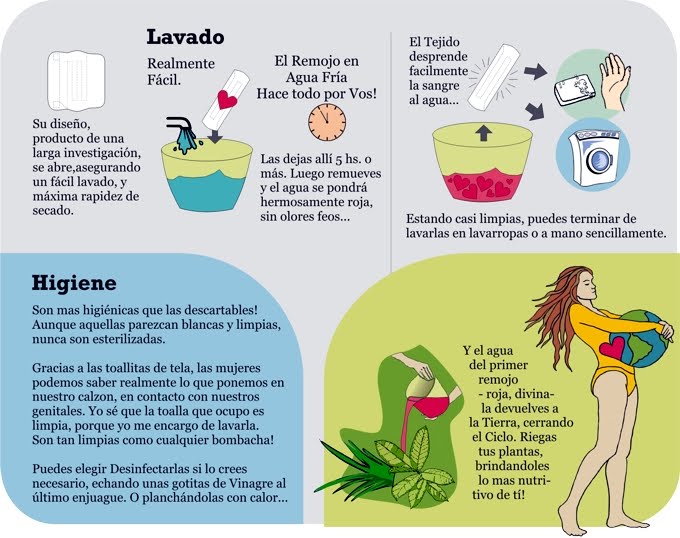 Lavado
Realmente
Fácil.
El Remojo en
Agua Fría
Hace todo por Vos!
Su diseño,
producto de una
larga investigación,
se abre,asegurando
un fácil lavado, y
máxima rapidez de
secado.
Las dejas allí 5 hs. o
más. Luego remueves
y el agua se pondrá
hermosamente roja,
sin olores feos...
El Tejido
desprende
facilmente
la sangre
al agua...
Estando casi limpias, puedes terminar de
lavarlas en lavarropas o a mano sencillamente.
Higiene
Son mas higiénicas que las descartables!
Aunque aquellas parezcan blancas y limpias,
nunca son esterilizadas.
Gracias a las toallitas de tela, las mujeres
podemos saber realmente lo que ponemos en
nuestro calzon, en contacto con nuestros
genitales. Yo sé que la toalla que ocupo es
limpia, porque yo me encargo de lavarla.
Son tan limpias como cualquier bombacha!
Puedes elegir Desinfectarlas si lo crees
necesario, echando unas gotitas de Vinagre al
último enjuague. O planchándolas con calor...
Y el agua
del primer
remojo
- roja, divina-
la devuelves a
la Tierra, cerrando
el Ciclo. Riegas
tus plantas,
brindandoles
lo mas nutri-
tivo de tí!